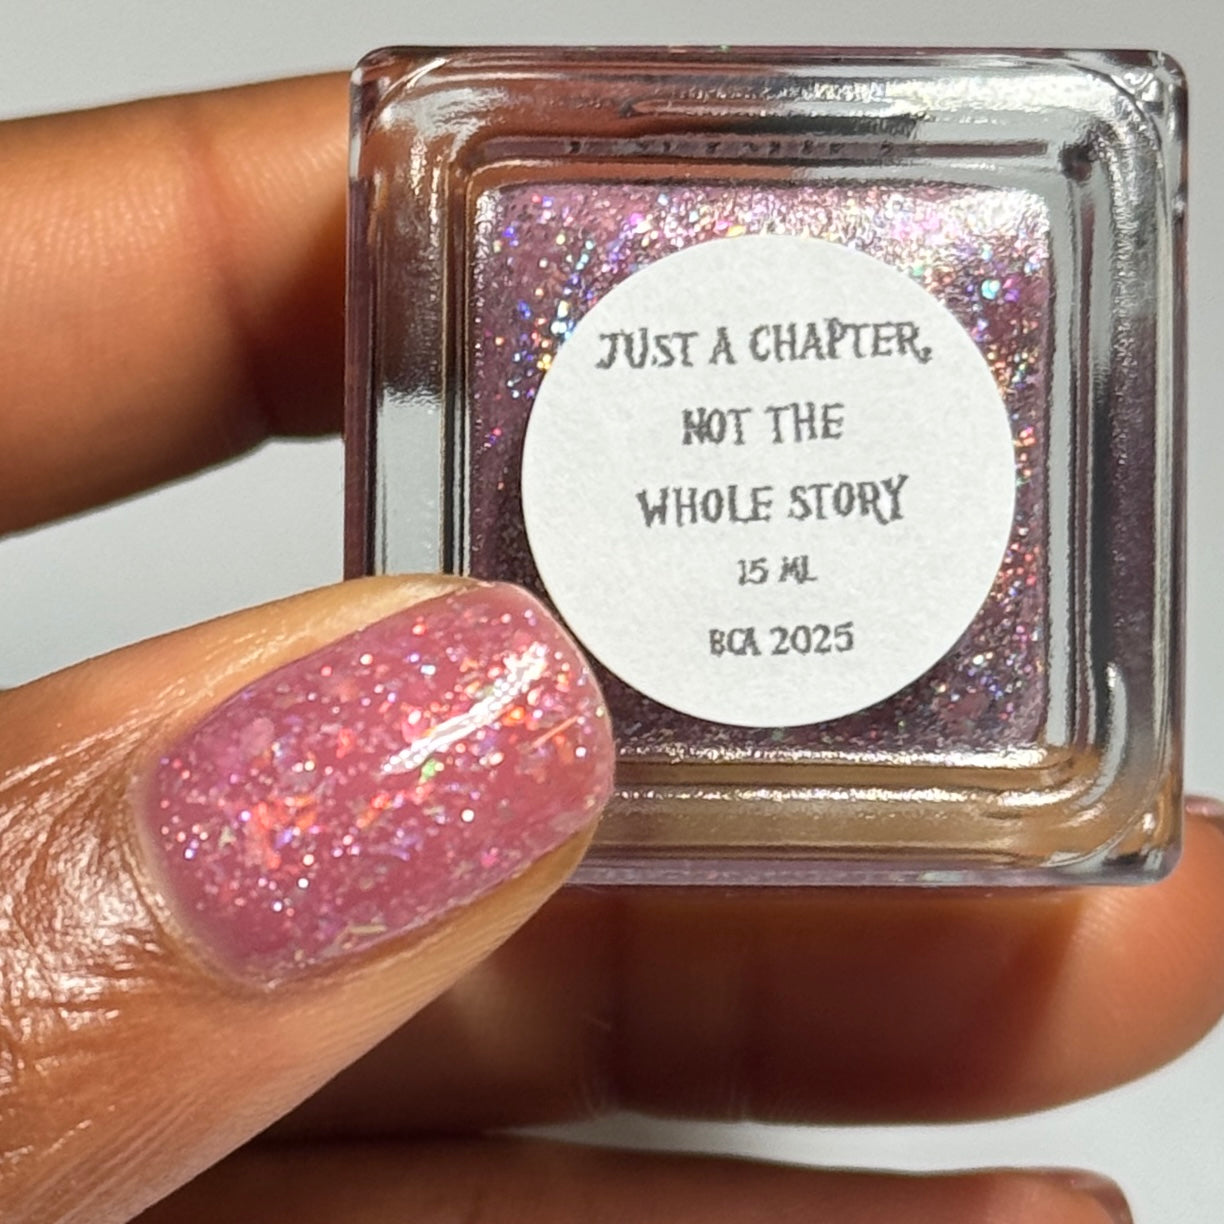 JUST A CHAPTER,
NOT THE
WHOLE STORY
15 ML
BCA 2025